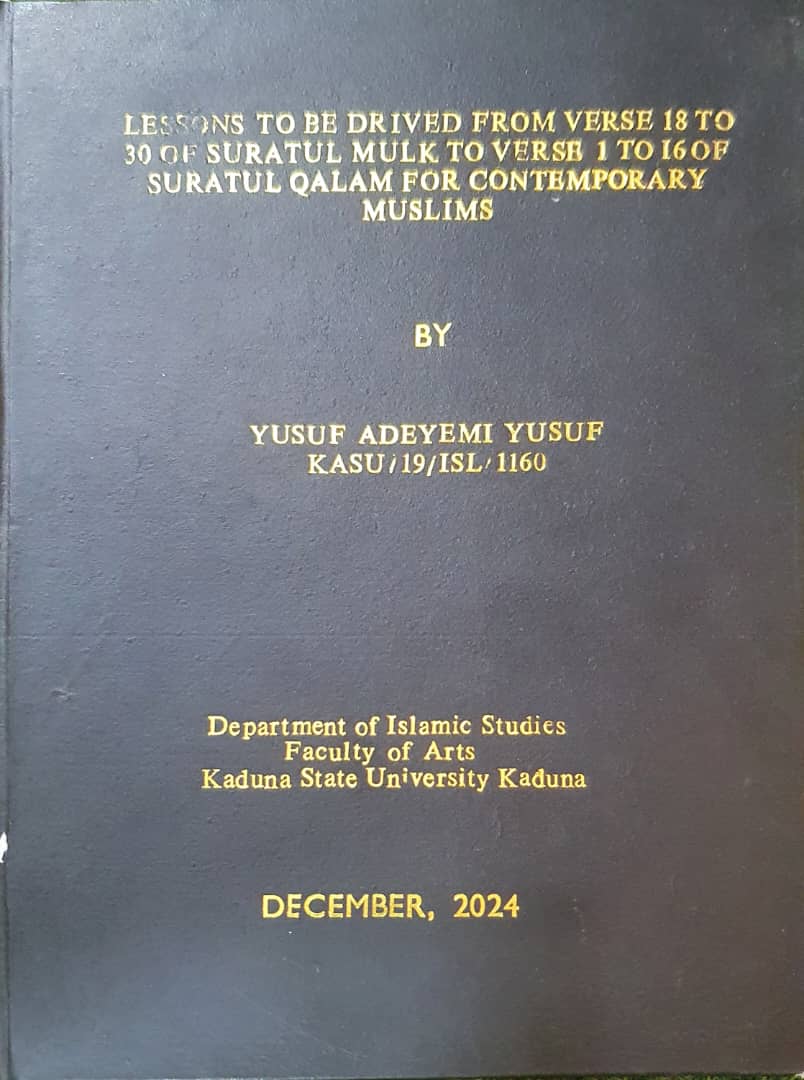 LESSONS TO BE DRIVED FROM VERSE 18 TO
30 OF SURATUL MULK TO VERSE 1 TO 16 OF
SURATUL QALAM FOR CONTEMPORARY
MUSLIMS
BY
YUSUF ADEYEMI YUSUF
KASU/19/ISL/1160
Department of Islamic Studies
Faculty of Arts
Kaduna State University Kaduna
DECEMBER, 2024